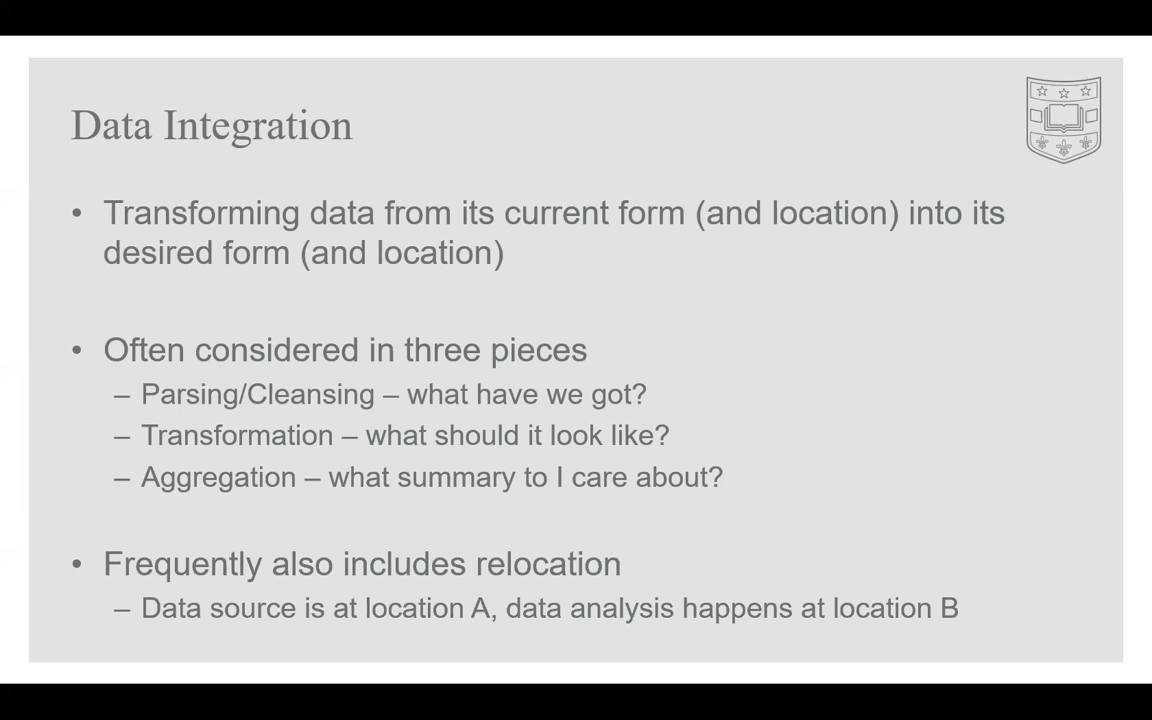 Data Integration
• Transforming data from its current form (and location) into its
desired form (and location)
• Often considered in three pieces
– Parsing/Cleansing – what have we got?
– Transformation – what should it look like?
– Aggregation – what summary to I care about?
• Frequently also includes relocation
– Data source is at location A, data analysis happens at location B